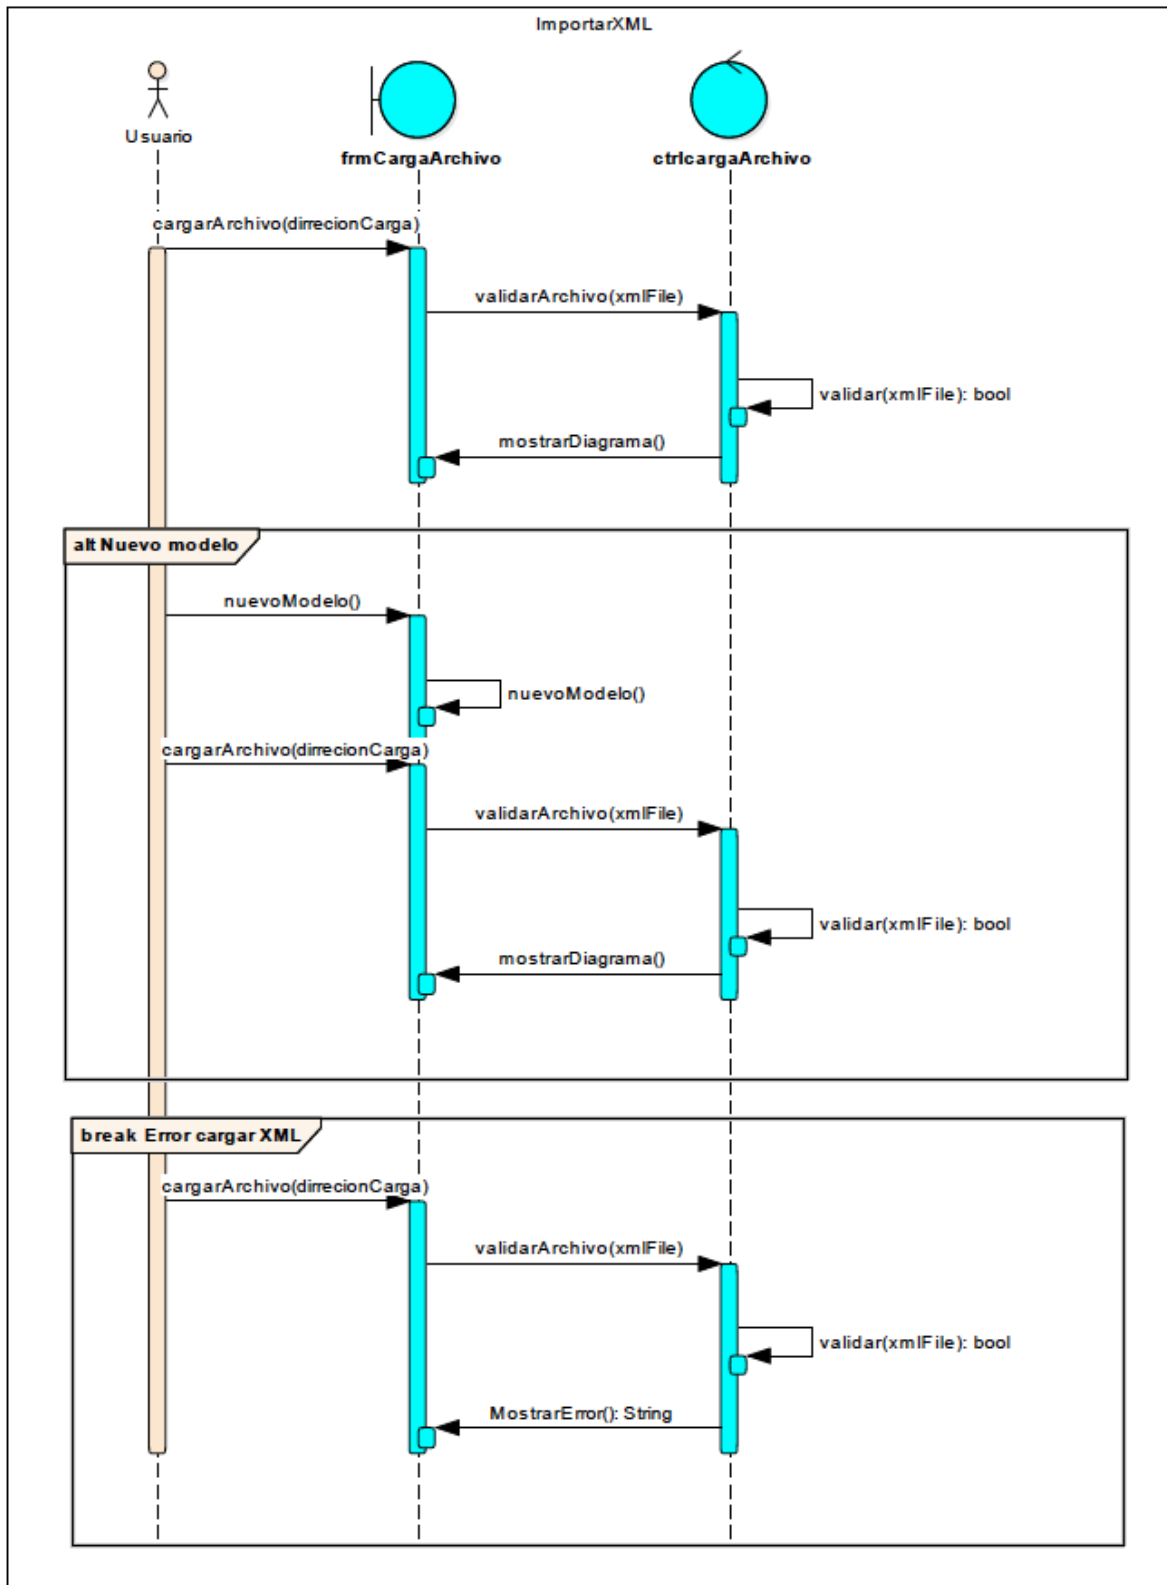 ImportarXML
Usuario
frmCargaArchivo
ctrlcargaArchivo
cargarArchivo(dirrecionCarga)
validarArchivo(xmlFile)
validar(xmlFile): bool
mostrarDiagrama()
alt Nuevo modelo
nuevoModelo()
nuevoModelo()
cargarArchivo(dirrecionCarga)
validarArchivo(xmlFile)
validar(xmlFile): bool
mostrarDiagrama()
break Error cargar XML
cargarArchivo(dirrecionCarga)
validarArchivo(xmlFile)
validar(xmlFile): bool
MostrarError(): String